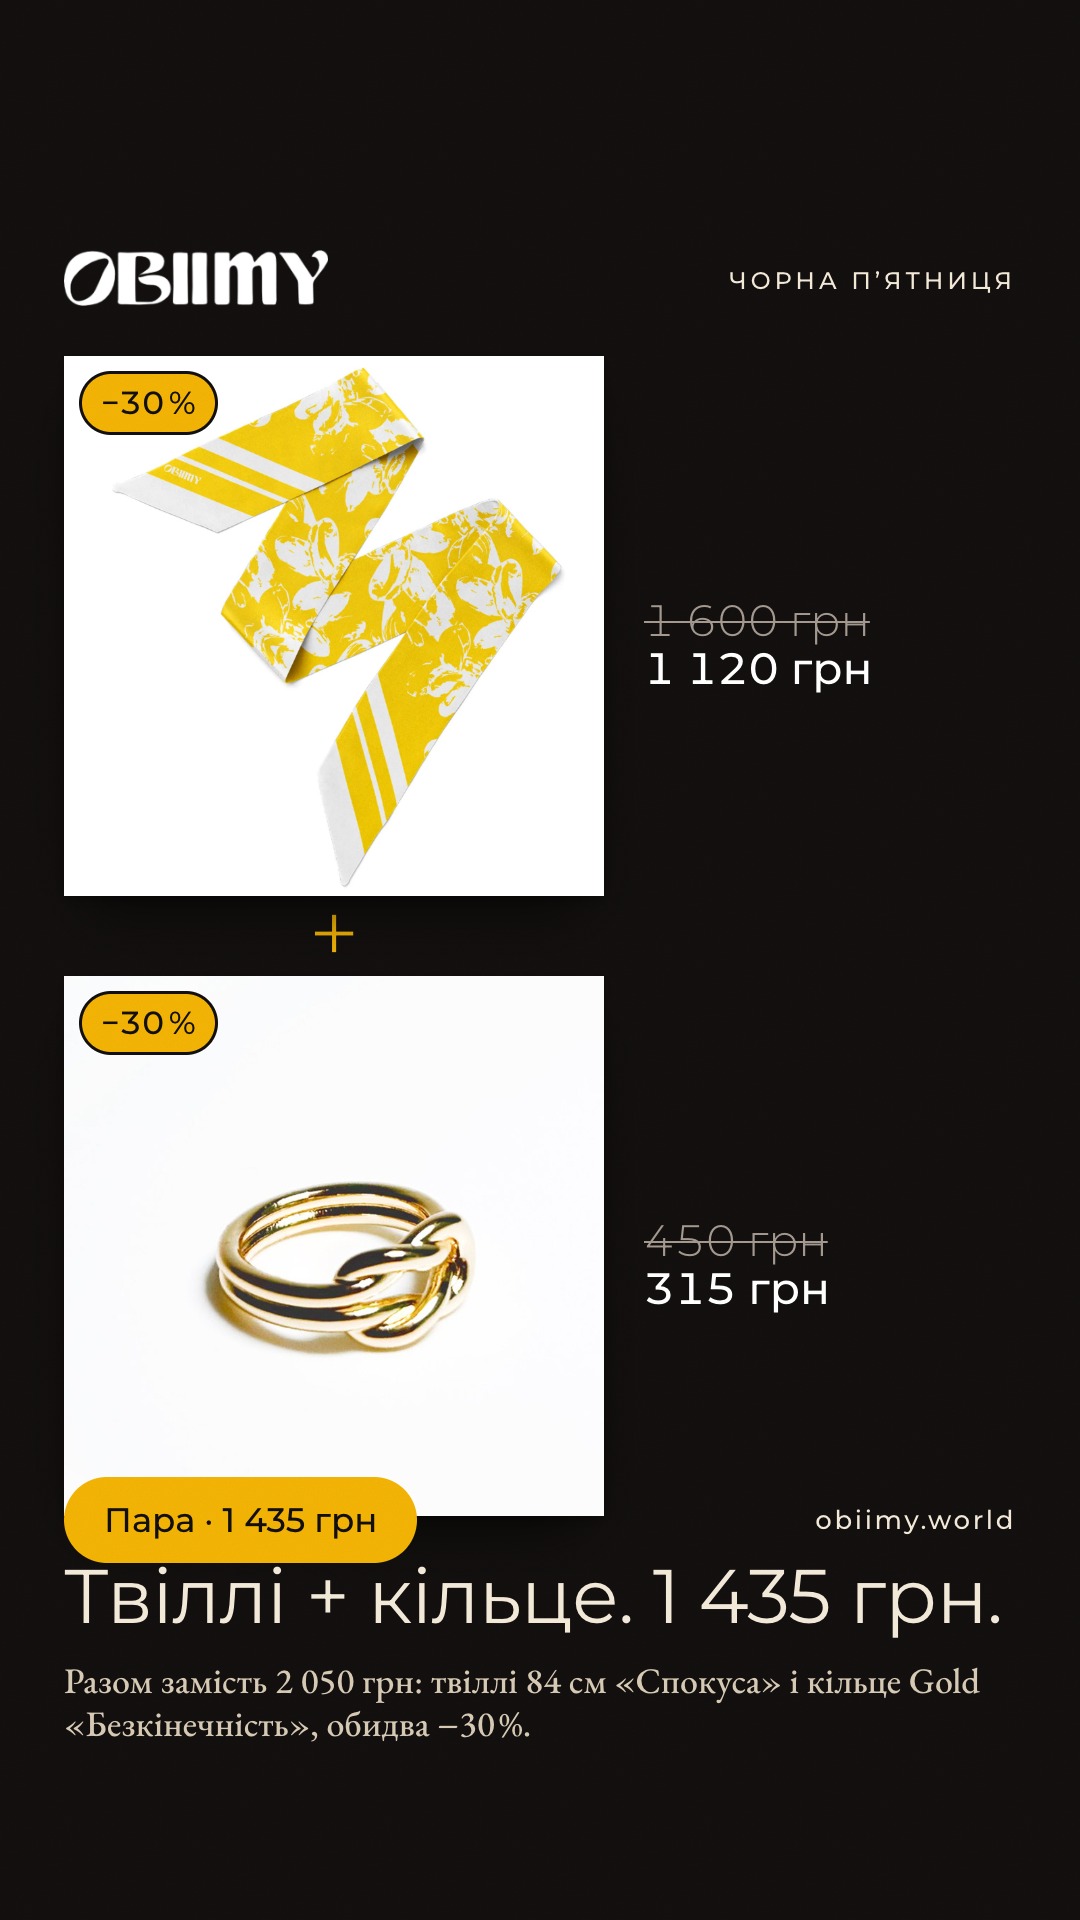 OBIIMY
ЧОРНА П’ЯТНИЦЯ
−30%
OBIIMY
1 600 грн
1 120 грн
+
−30%
450 грн
315 грн
Пара · 1 435 грн
obiimy.world
Твіллі + кільце. 1 435 грн.
Разом замість 2 050 грн: твіллі 84 см «Спокуса» і кільце Gold
«Безкінечність», обидва −30%.